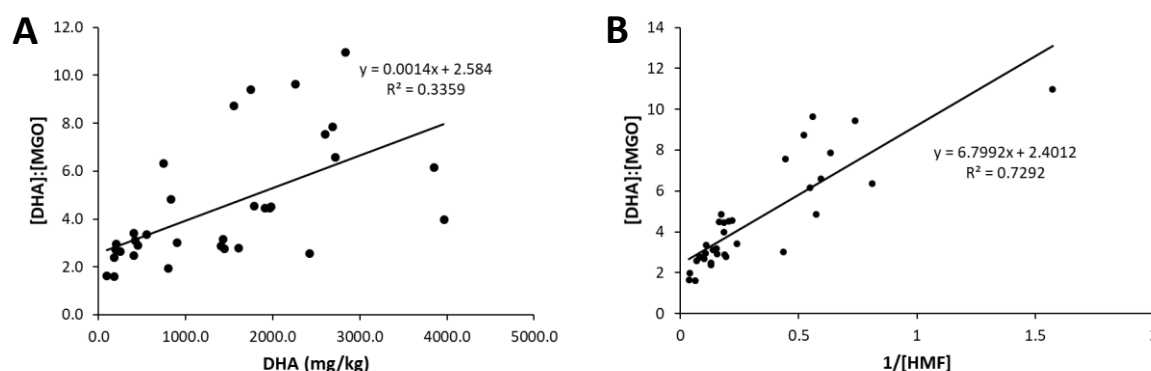 A
12.0
10.0
8.0
6.0
4.0
2.0
0.0
[DHA]:[MGO]
y = 0.0014x + 2.584
R² = 0.3359
0.0 1000.0 2000.0 3000.0 4000.0 5000.0
DHA (mg/kg)
B
14
12
10
8
6
4
2
0
[DHA]:[MGO]
y = 6.7992x + 2.4012
R² = 0.7292
0 0.5 1 1.5
1/[HMF]